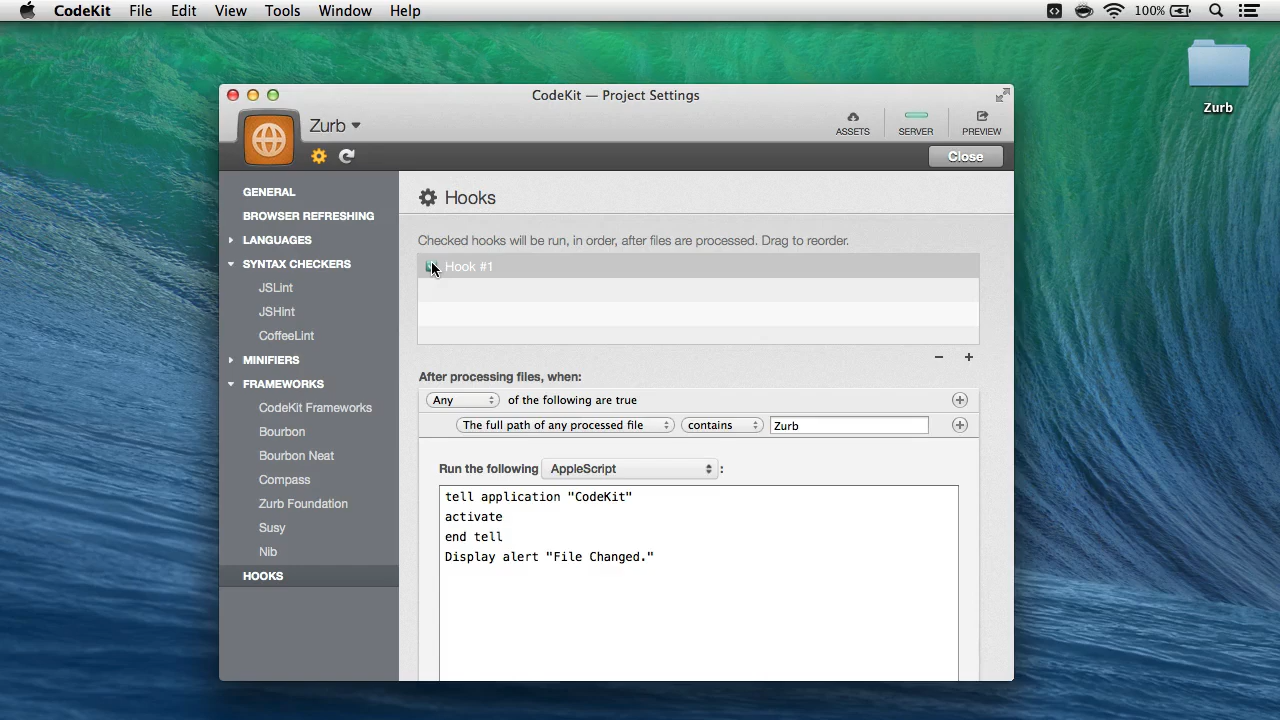 CodeKit File Edit View Tools Window Help 100%
Zurb
CodeKit — Project Settings
Zurb
ASSETS SERVER PREVIEW
Close
GENERAL
BROWSER REFRESHING
LANGUAGES
SYNTAX CHECKERS
JSLint
JSHint
CoffeeLint
MINIFIERS
FRAMEWORKS
CodeKit Frameworks
Bourbon
Bourbon Neat
Compass
Zurb Foundation
Susy
Nib
HOOKS
Hooks
Checked hooks will be run, in order, after files are processed. Drag to reorder.
Hook #1
After processing files, when:
Any of the following are true
The full path of any processed file contains Zurb
Run the following AppleScript :
tell application "CodeKit"
activate
end tell
Display alert "File Changed."